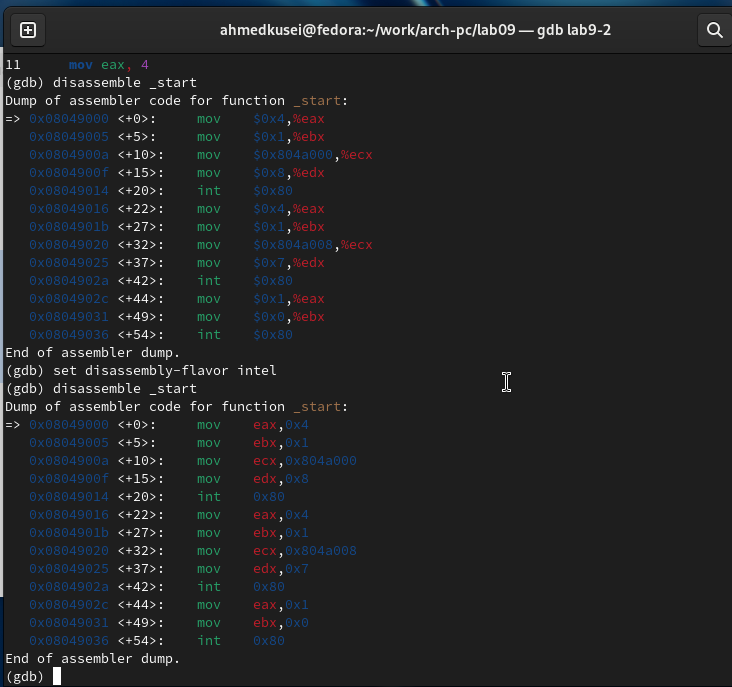 ahmedkusei@fedora:~/work/arch-pc/lab09 — gdb lab9-2
11      mov eax, 4
(gdb) disassemble _start
Dump of assembler code for function _start:
=> 0x08049000 <+0>:     mov    $0x4,%eax
   0x08049005 <+5>:     mov    $0x1,%ebx
   0x0804900a <+10>:    mov    $0x804a000,%ecx
   0x0804900f <+15>:    mov    $0x8,%edx
   0x08049014 <+20>:    int    $0x80
   0x08049016 <+22>:    mov    $0x4,%eax
   0x0804901b <+27>:    mov    $0x1,%ebx
   0x08049020 <+32>:    mov    $0x804a008,%ecx
   0x08049025 <+37>:    mov    $0x7,%edx
   0x0804902a <+42>:    int    $0x80
   0x0804902c <+44>:    mov    $0x1,%eax
   0x08049031 <+49>:    mov    $0x0,%ebx
   0x08049036 <+54>:    int    $0x80
End of assembler dump.
(gdb) set disassembly-flavor intel
(gdb) disassemble _start
Dump of assembler code for function _start:
=> 0x08049000 <+0>:     mov    eax,0x4
   0x08049005 <+5>:     mov    ebx,0x1
   0x0804900a <+10>:    mov    ecx,0x804a000
   0x0804900f <+15>:    mov    edx,0x8
   0x08049014 <+20>:    int    0x80
   0x08049016 <+22>:    mov    eax,0x4
   0x0804901b <+27>:    mov    ebx,0x1
   0x08049020 <+32>:    mov    ecx,0x804a008
   0x08049025 <+37>:    mov    edx,0x7
   0x0804902a <+42>:    int    0x80
   0x0804902c <+44>:    mov    eax,0x1
   0x08049031 <+49>:    mov    ebx,0x0
   0x08049036 <+54>:    int    0x80
End of assembler dump.
(gdb)